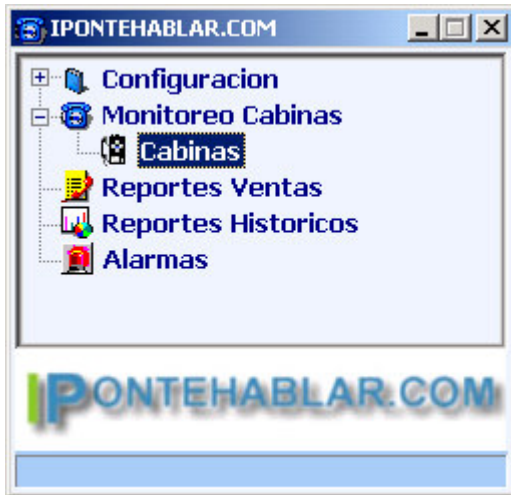 IPONTEHABLAR.COM
Configuracion
Monitoreo Cabinas
Cabinas
Reportes Ventas
Reportes Historicos
Alarmas
IPONTEHABLAR.COM